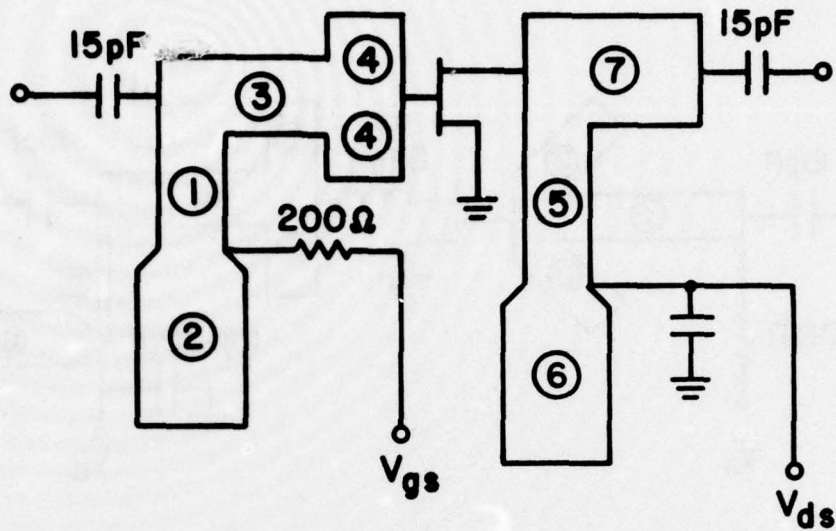 15pF
③
④
④
①
200Ω
②
Vgs
⑦
15pF
⑤
⑥
Vds